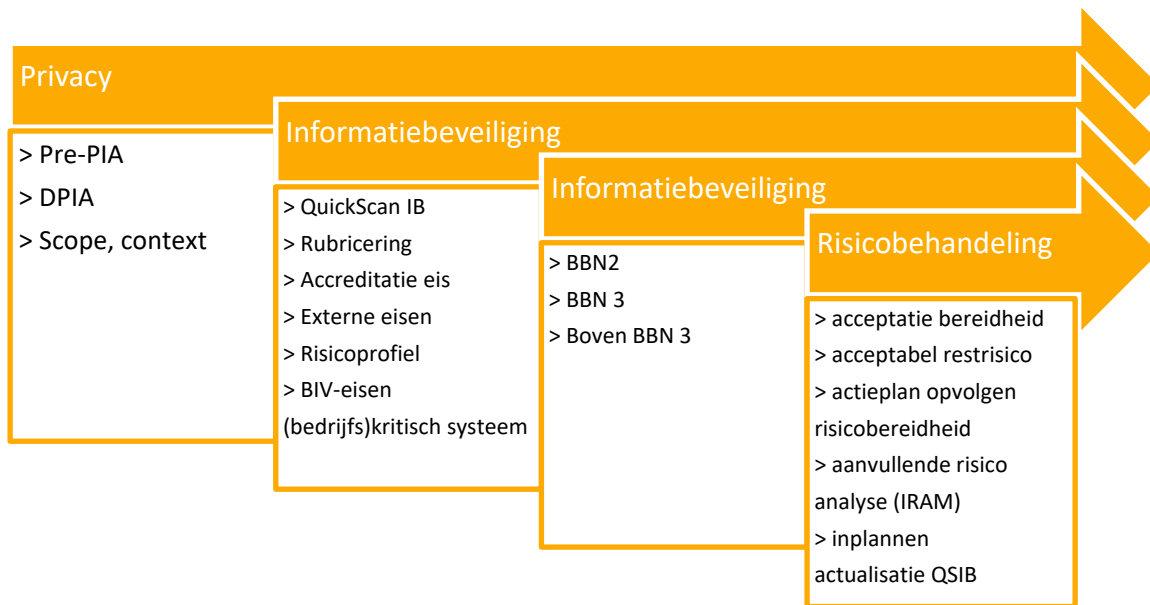 Privacy
> Pre-PIA
> DPIA
> Scope, context
Informatiebeveiliging
> QuickScan IB
> Rubricering
> Accreditatie eis
> Externe eisen
> Risicoprofiel
> BIV-eisen
(bedrijfs)kritisch systeem
Informatiebeveiliging
> BBN2
> BBN 3
> Boven BBN 3
Risicobehandeling
> acceptatie bereidheid
> acceptabel restrisico
> actieplan opvolgen
risicobereidheid
> aanvullende risico
analyse (IRAM)
> inplannen
actualisatie QSIB